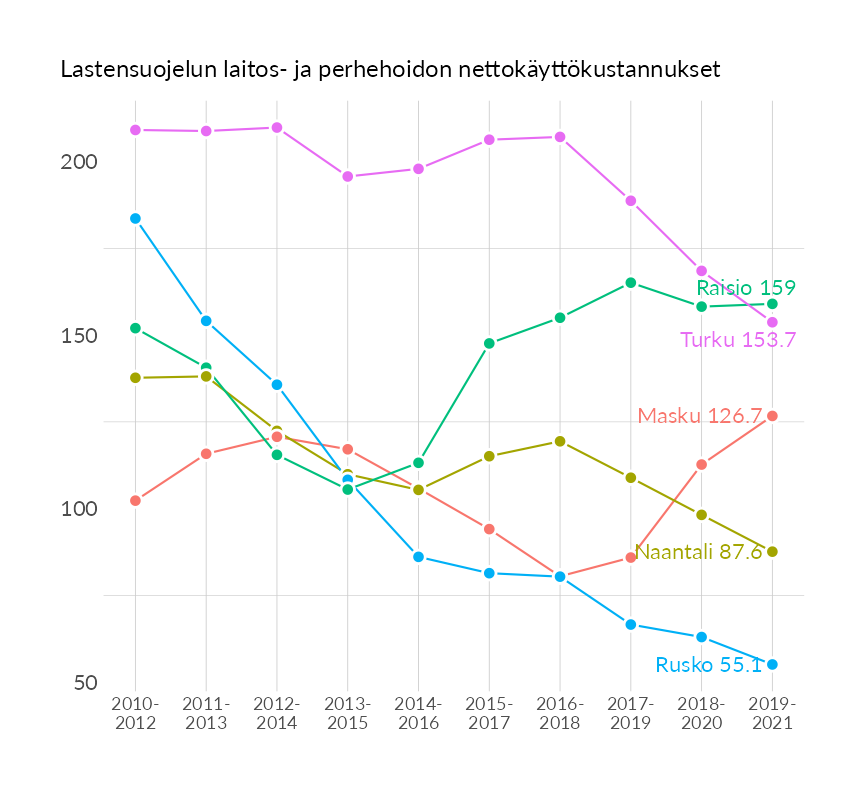 Lastensuojelun laitos- ja perhehoidon nettokäyttökustannukset
200
150
100
50
Raisio 159
Turku 153.7
Masku 126.7
Naantali 87.6
Rusko 55.1
2010- 2011- 2012- 2013- 2014- 2015- 2016- 2017- 2018- 2019-
2012 2013 2014 2015 2016 2017 2018 2019 2020 2021